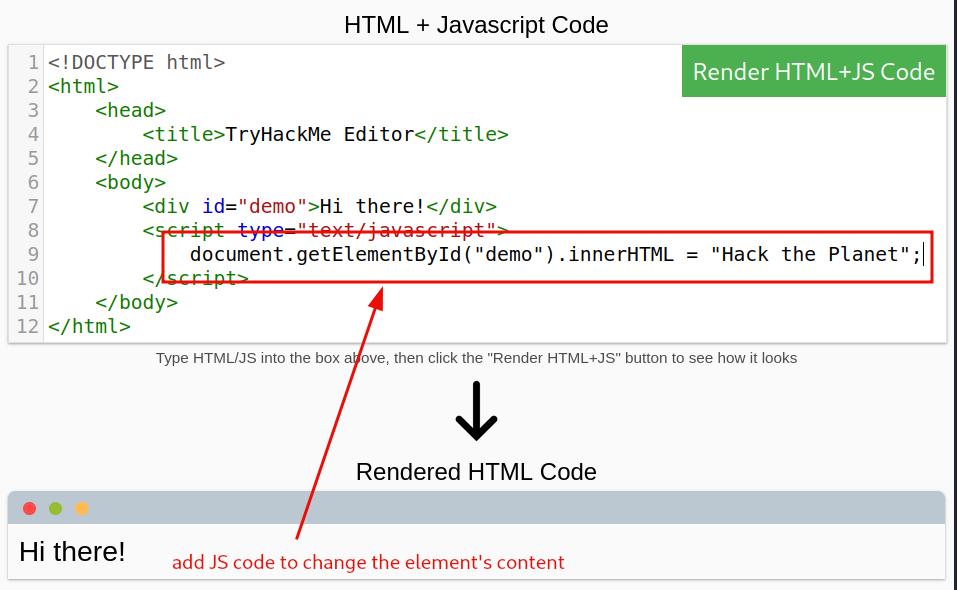 HTML + Javascript Code
Render HTML+JS Code
1 <!DOCTYPE html>
2 <html>
3     <head>
4         <title>TryHackMe Editor</title>
5     </head>
6     <body>
7         <div id="demo">Hi there!</div>
8         <script type="text/javascript">
9             document.getElementById("demo").innerHTML = "Hack the Planet";
10         </script>
11     </body>
12 </html>
Type HTML/JS into the box above, then click the "Render HTML+JS" button to see how it looks
Rendered HTML Code
Hi there!
add JS code to change the element's content